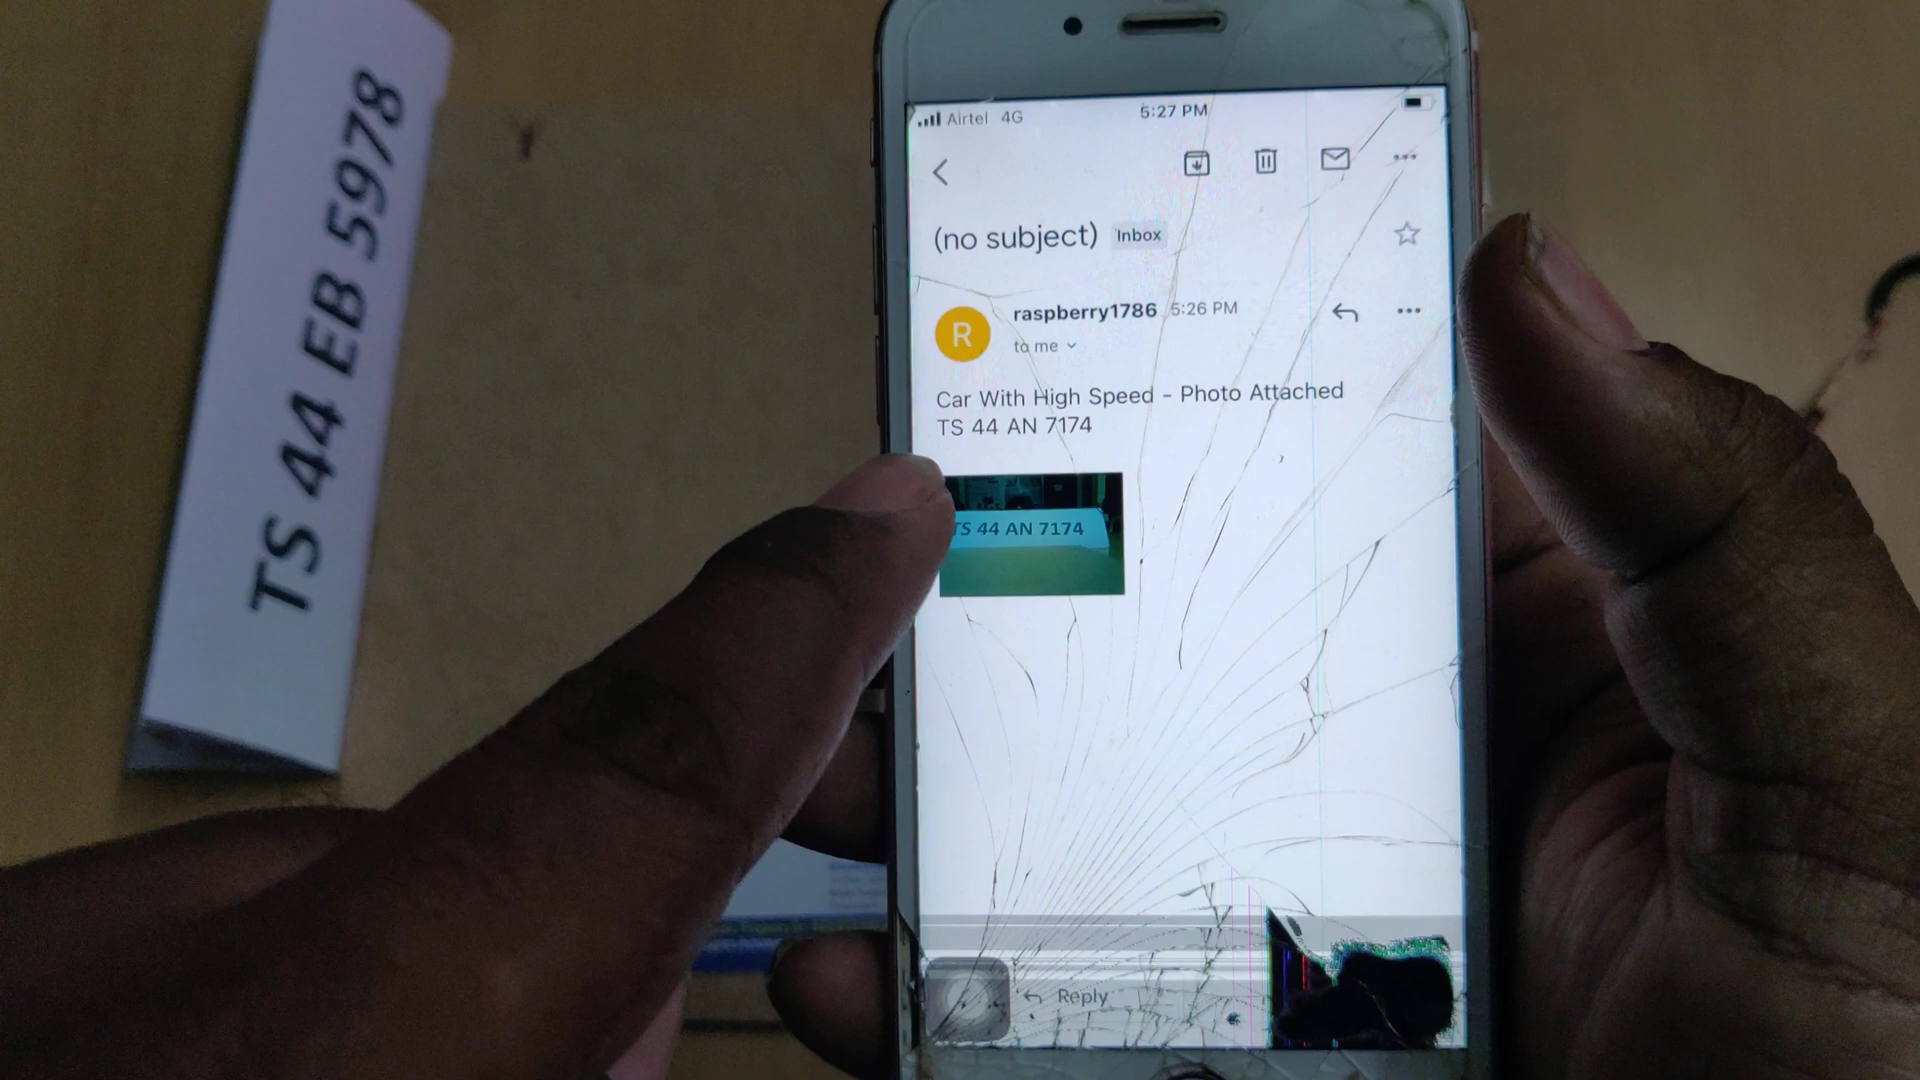 TS 44 EB 5978
Airtel 4G 5:27 PM
(no subject) Inbox
R raspberry1786 5:26 PM
to me
Car With High Speed - Photo Attached
TS 44 AN 7174
TS 44 AN 7174
Reply